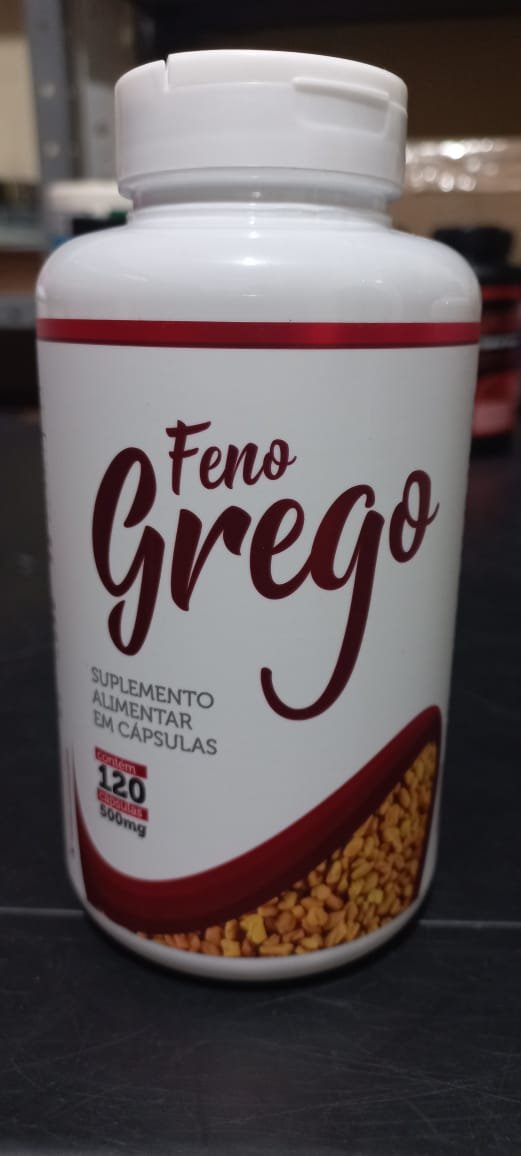 Feno
Grego
SUPLEMENTO
ALIMENTAR
EM CÁPSULAS
contém
120
cápsulas
500mg